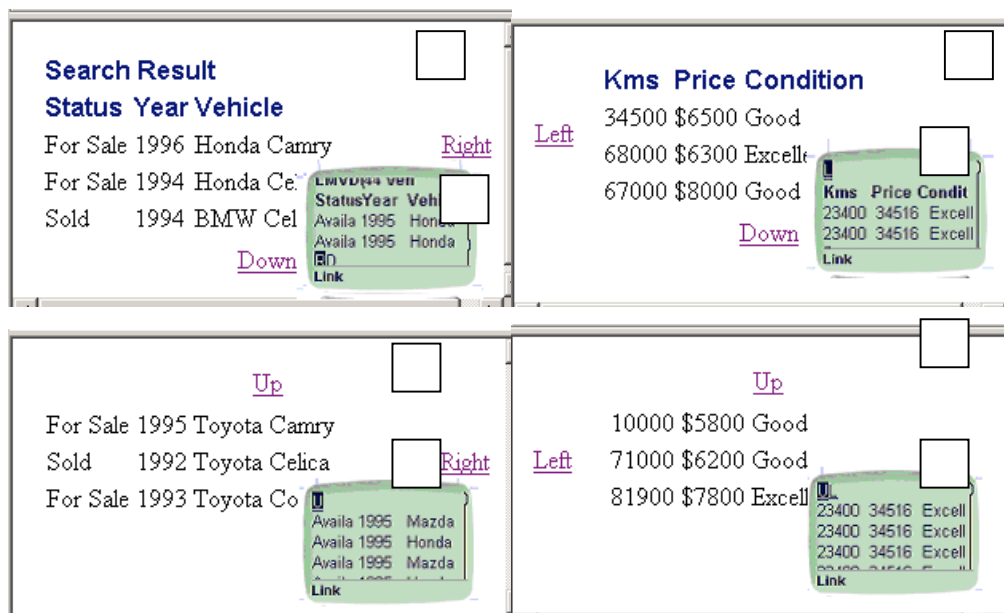 Search Result
Status Year Vehicle
For Sale 1996 Honda Camry
Right
For Sale 1994 Honda Ce
Sold 1994 BMW Cel
Down
StatusYear Vehi
Availa 1995 Hon
Availa 1995 Honda
RD
Link
Kms Price Condition
Left
34500 $6500 Good
68000 $6300 Excelle
67000 $8000 Good
Down
L
Kms Price Condit
23400 34516 Excell
23400 34516 Excell
Link
Up
For Sale 1995 Toyota Camry
Sold 1992 Toyota Celica
Right
For Sale 1993 Toyota Co
U
Availa 1995 Mazda
Availa 1995 Honda
Availa 1995 Mazda
Link
Up
Left
10000 $5800 Good
71000 $6200 Good
81900 $7800 Excell
UL
23400 34516 Excell
23400 34516 Excell
23400 34516 Excell
Link